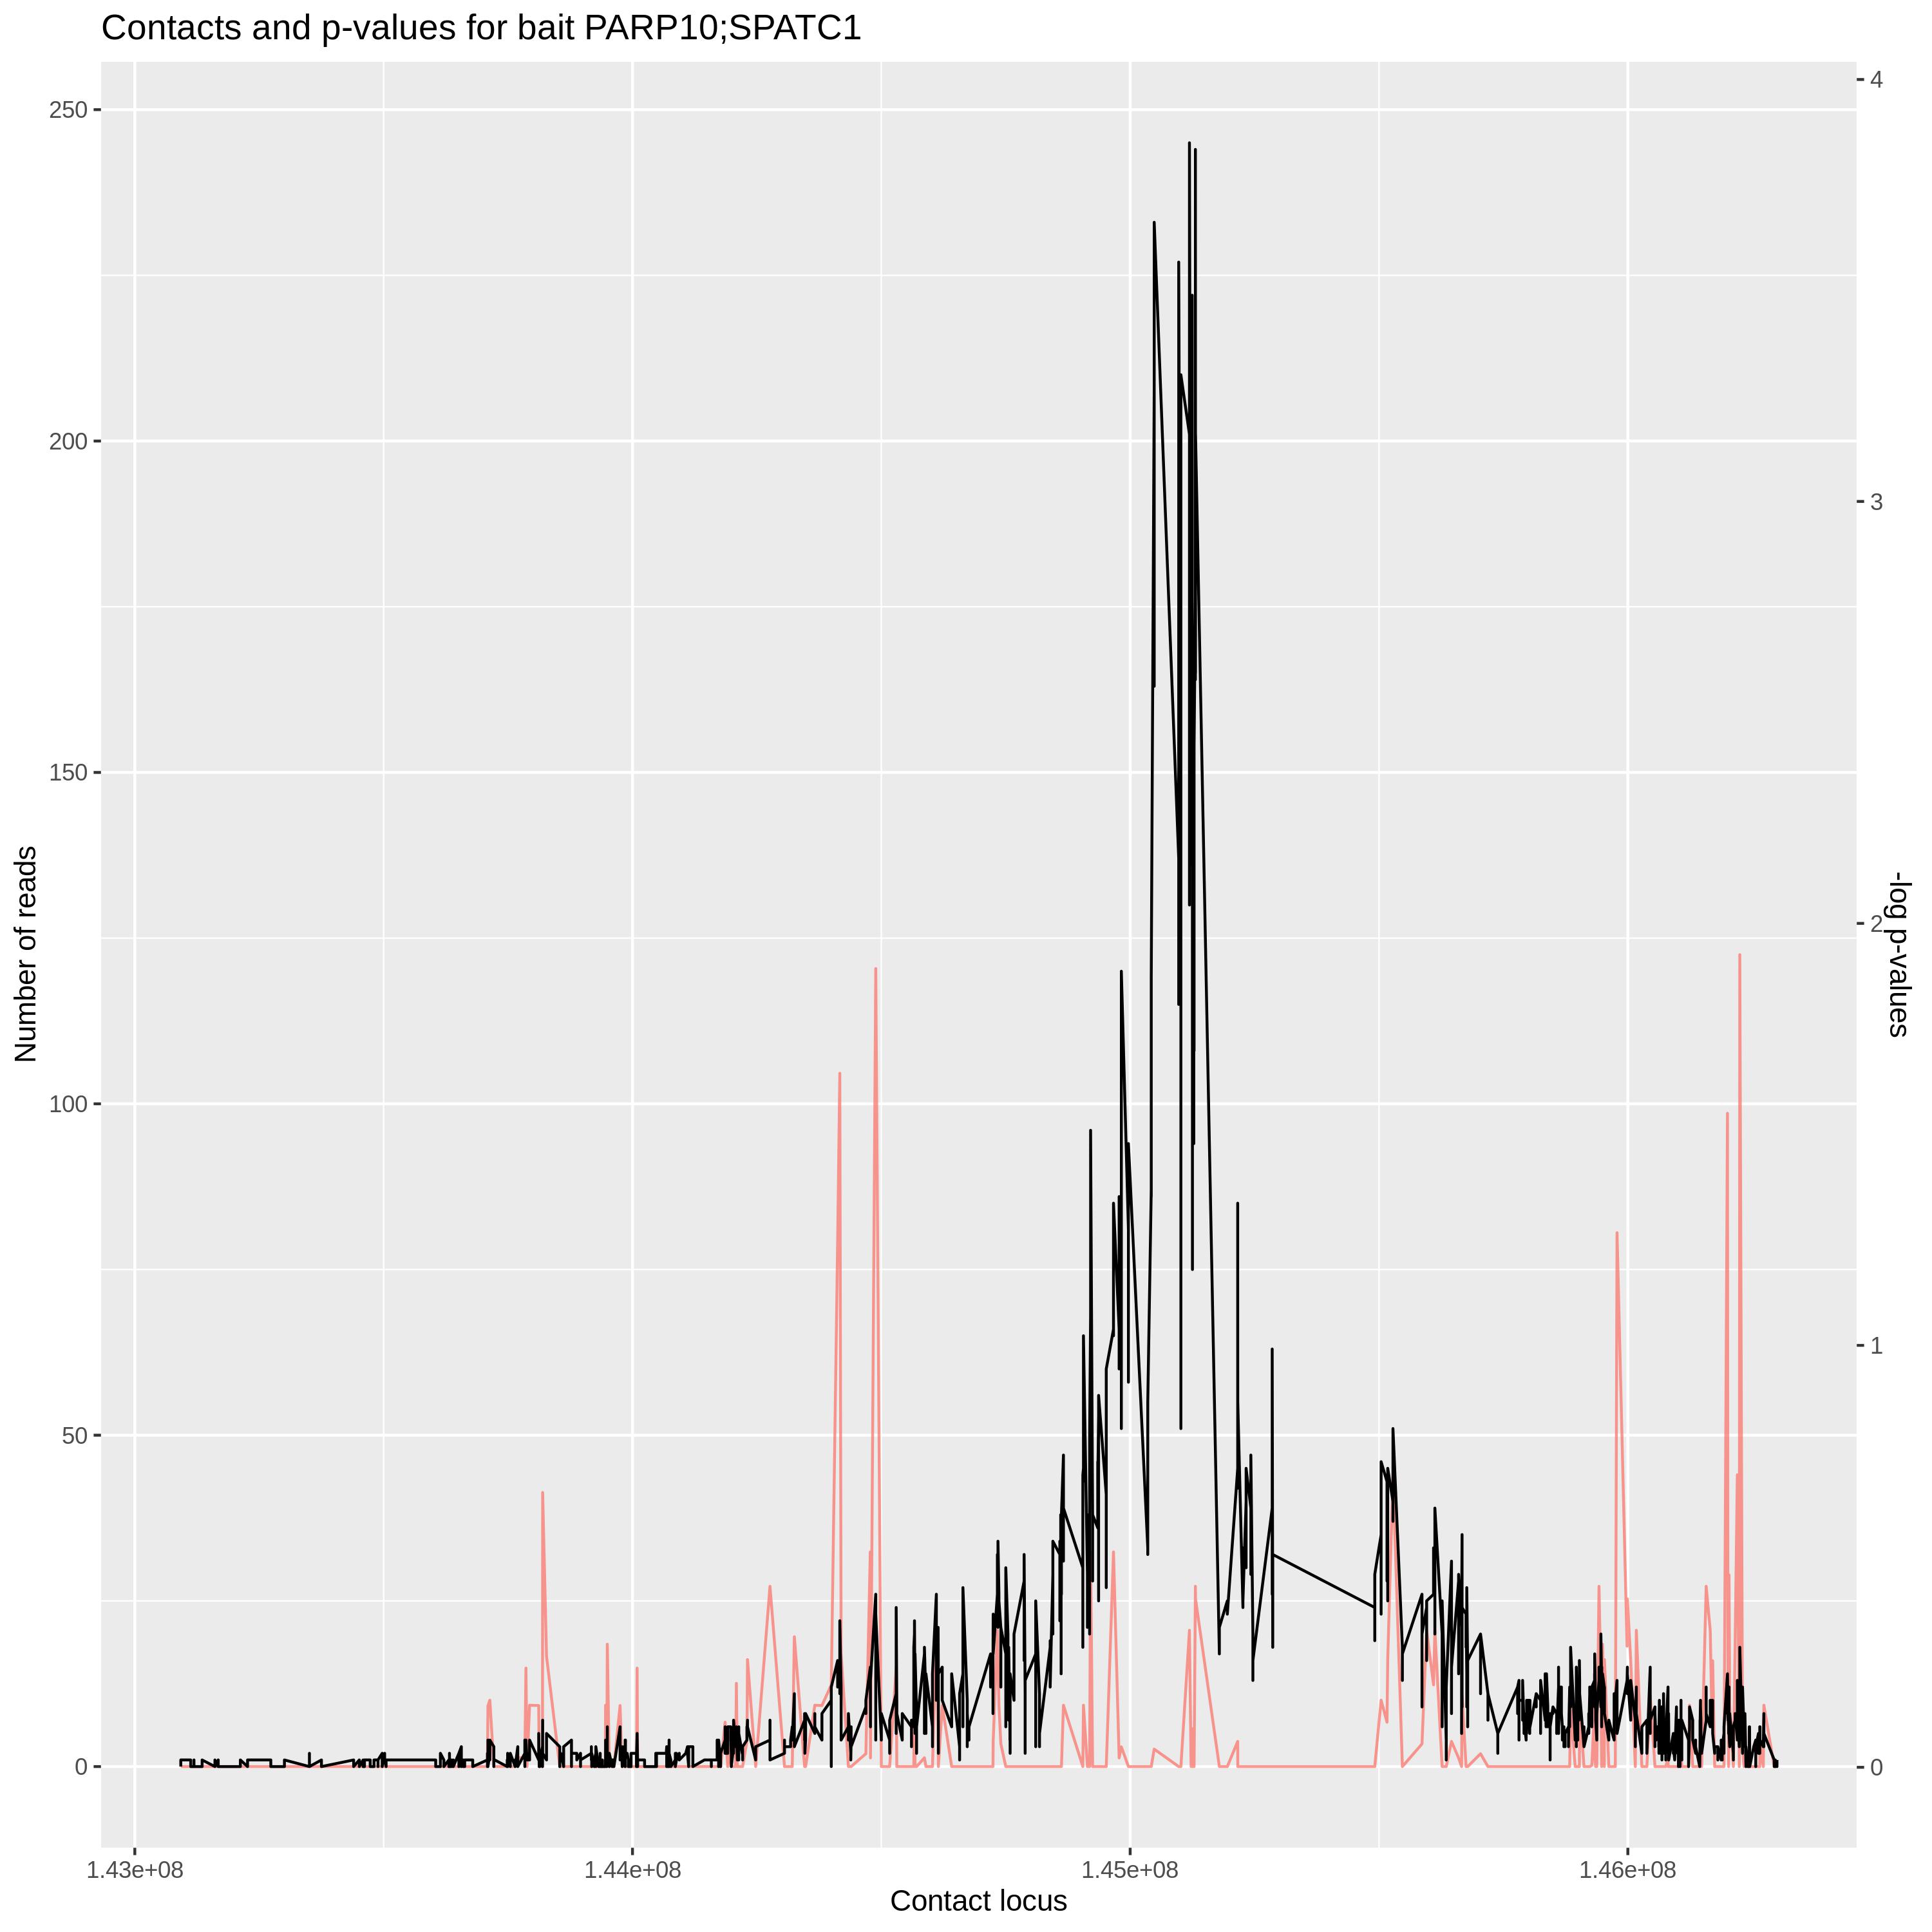 Contacts and p-values for bait PARP10;SPATC1
250
200
150
100
50
0
Number of reads
4
3
2
1
0
-log p-values
1.43e+08
1.44e+08
1.45e+08
1.46e+08
Contact locus